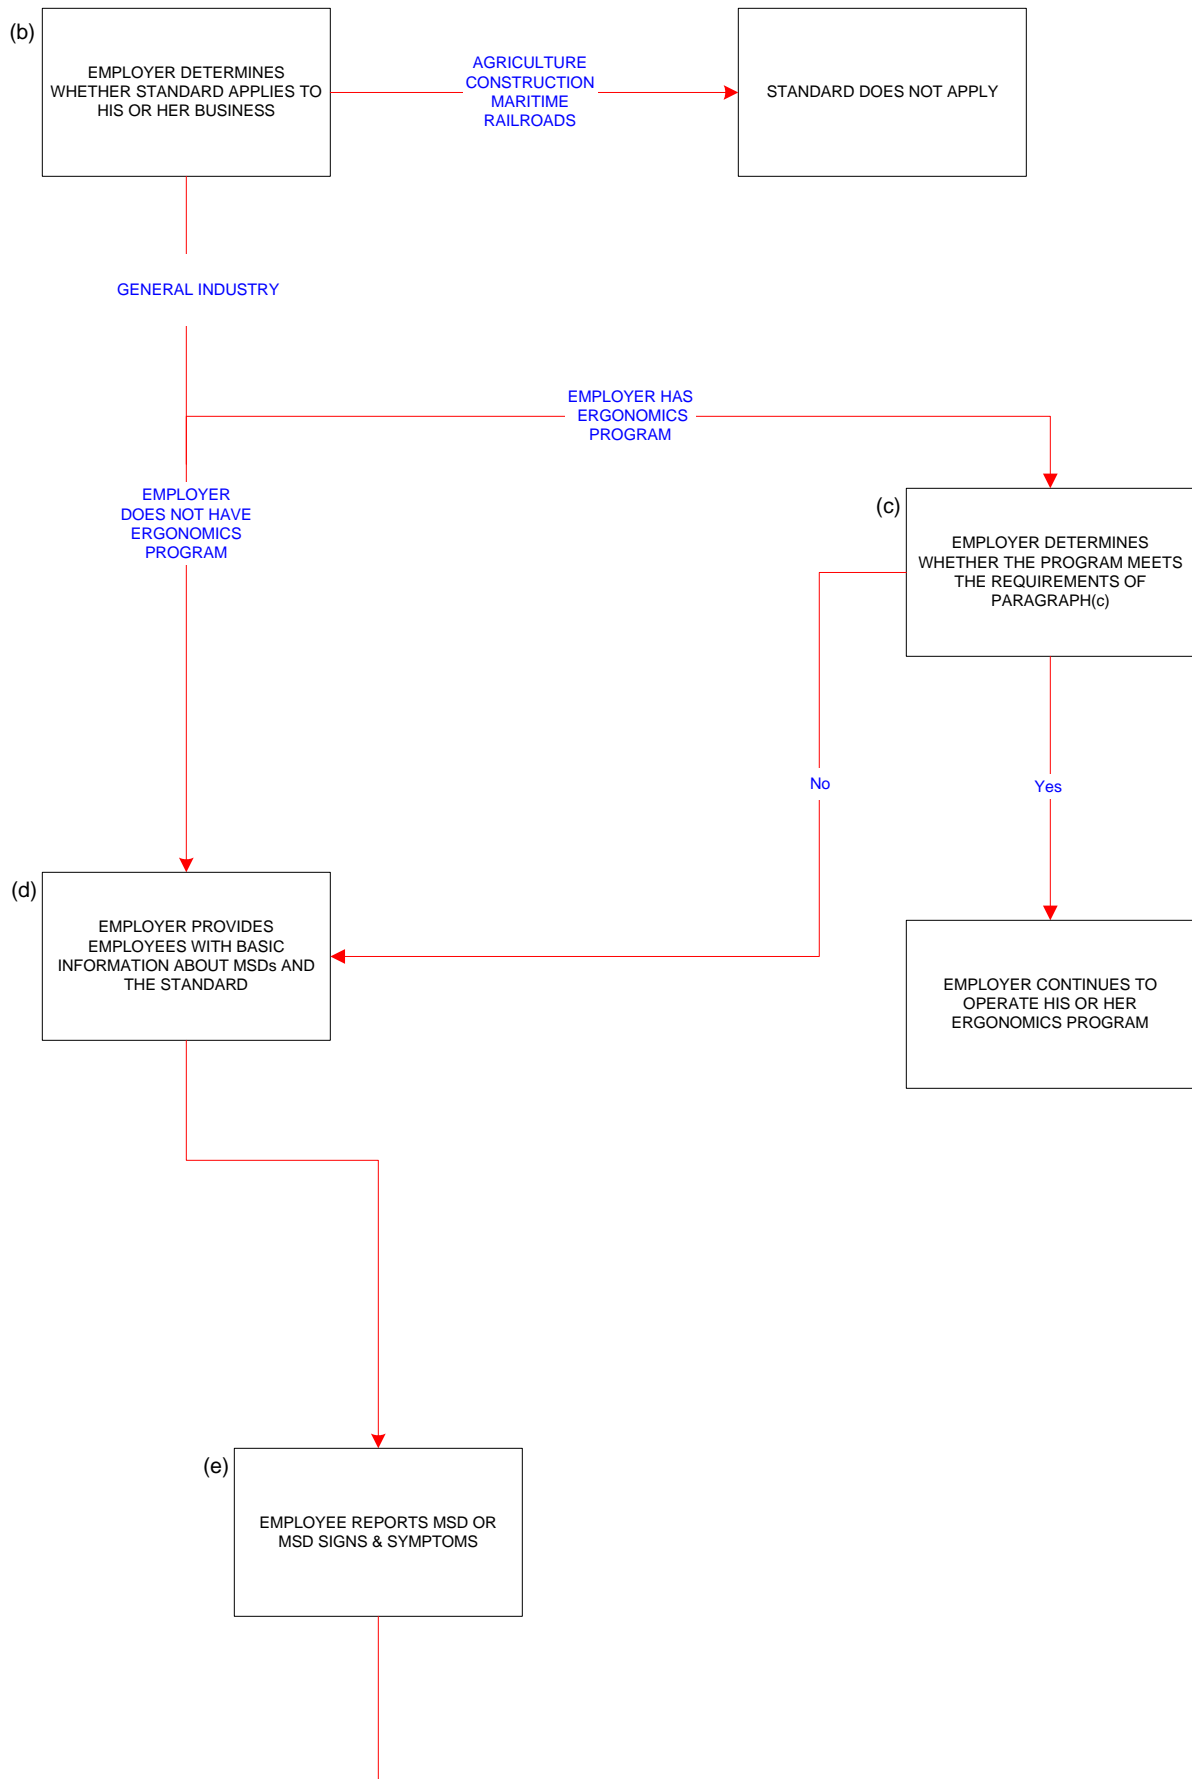 (b)
EMPLOYER DETERMINES
WHETHER STANDARD APPLIES TO
HIS OR HER BUSINESS
AGRICULTURE
CONSTRUCTION
MARITIME
RAILROADS
STANDARD DOES NOT APPLY
GENERAL INDUSTRY
EMPLOYER HAS
ERGONOMICS
PROGRAM
EMPLOYER
DOES NOT HAVE
ERGONOMICS
PROGRAM
(c)
EMPLOYER DETERMINES
WHETHER THE PROGRAM MEETS
THE REQUIREMENTS OF
PARAGRAPH(c)
No
Yes
(d)
EMPLOYER PROVIDES
EMPLOYEES WITH BASIC
INFORMATION ABOUT MSDs AND
THE STANDARD
EMPLOYER CONTINUES TO
OPERATE HIS OR HER
ERGONOMICS PROGRAM
(e)
EMPLOYEE REPORTS MSD OR
MSD SIGNS & SYMPTOMS